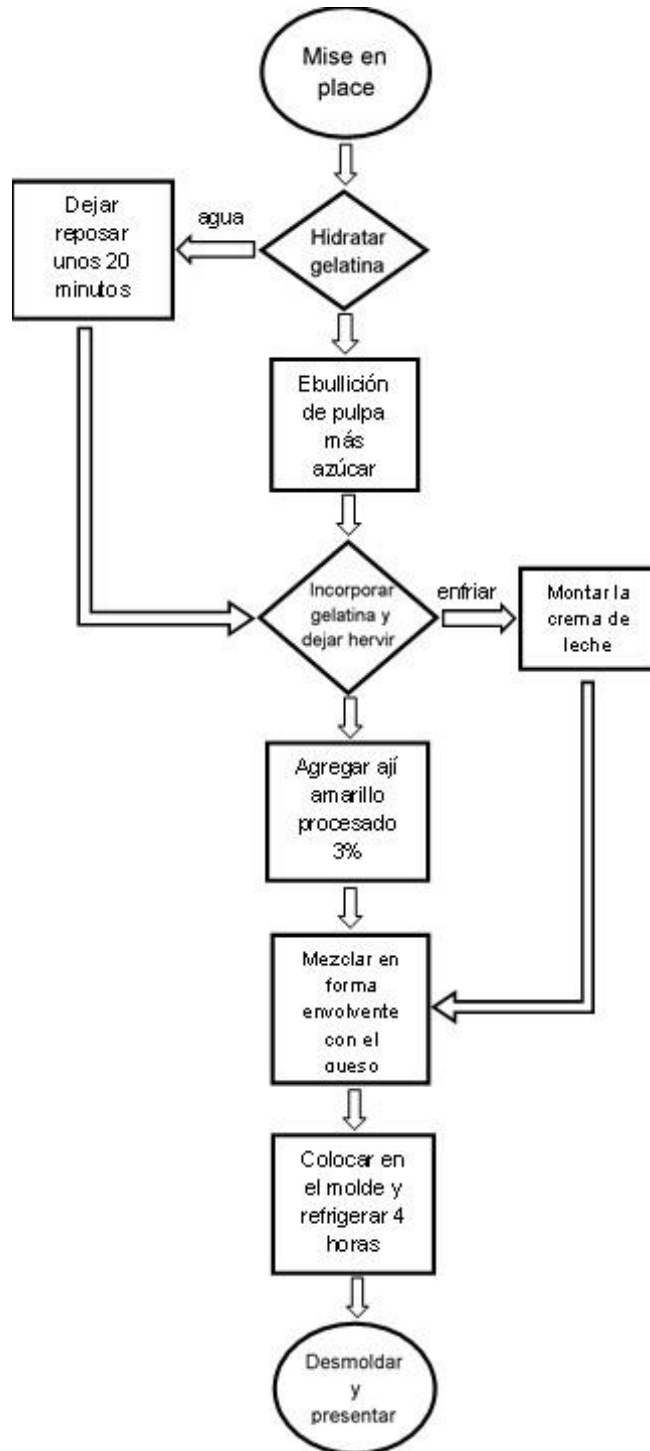 Mise en
place
Dejar
reposar
unos 20
minutos
agua
Hidratar
gelatina
Ebullición
de pulpa
más
azúcar
Incorporar
gelatina y
dejar hervir
enfriar
Montar la
crema de
leche
Agregar ají
amarillo
procesado
3%
Mezclar en
forma
envolvente
con el
queso
Colocar en
el molde y
refrigerar 4
horas
Desmoldar
y
presentar